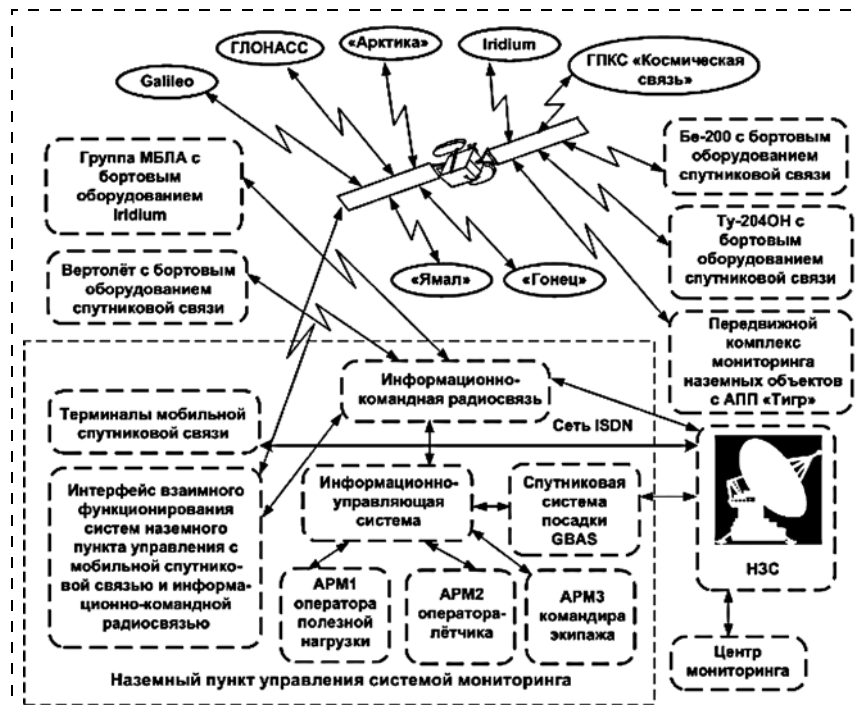 Galileo
ГЛОНАСС
«Арктика»
Iridium
ГПКС «Космическая
связь»
Группа МБЛА с
бортовым
оборудованием
Iridium
Вертолёт с бортовым
оборудованием
спутниковой связи
«Ямал»
«Гонец»
Бе-200 с бортовым
оборудованием
спутниковой связи
Ту-204ОН с
бортовым
оборудованием
спутниковой связи
Передвижной
комплекс
мониторинга
наземных объектов
с АПП «Тигр»
Информационно-
командная радиосвязь
Терминалы мобильной
спутниковой связи
Сеть ISDN
Интерфейс взаимного
функционирования
систем наземного
пункта управления с
мобильной спутнико-
вой связью и информа-
ционно-командной
радиосвязью
Информационно-
управляющая
система
Спутниковая
система
посадки
GBAS
НЗС
АРМ1
оператора
полезной
нагрузки
АРМ2
оператора-
лётчика
АРМ3
командира
экипажа
Центр
мониторинга
Наземный пункт управления системой мониторинга